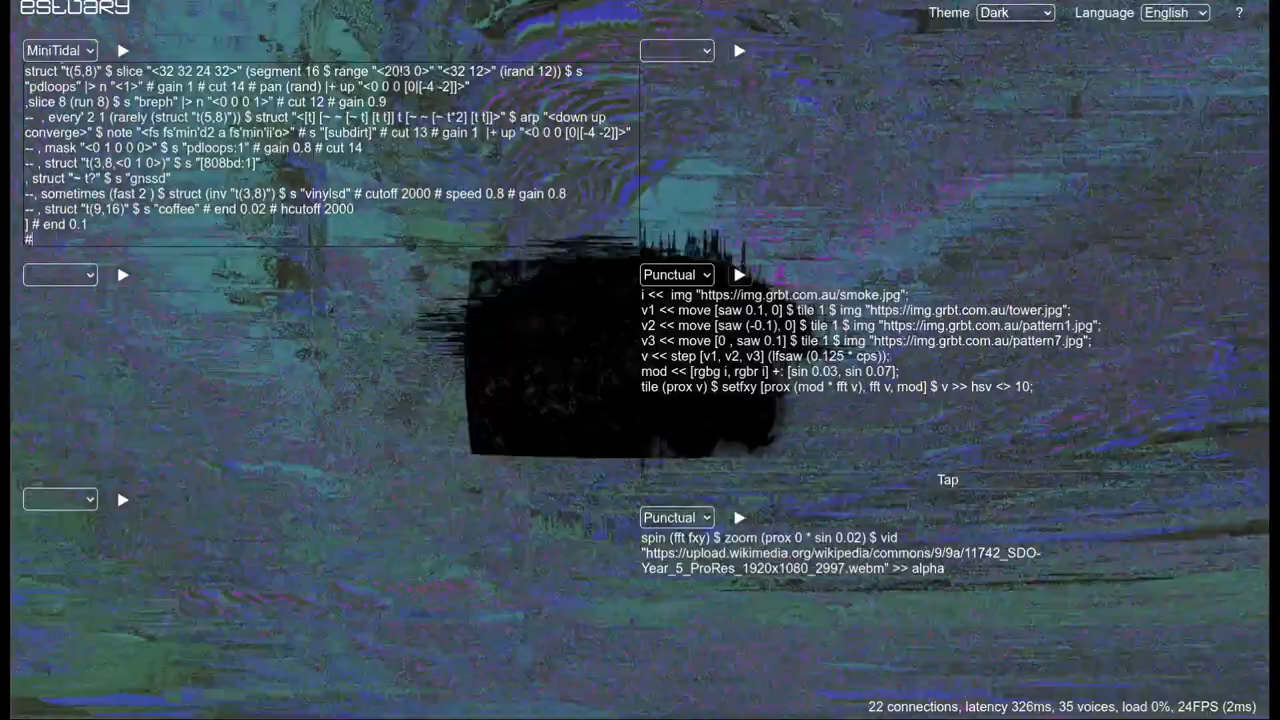 estuary
Theme Dark Language English ?
MiniTidal
struct "t(5,8)" $ slice "<32 32 24 32>" (segment 16 $ range "<20!3 0>" "<32 12>" (irand 12)) $ s
"pdloops" |> n "<1>" # gain 1 # cut 14 # pan (rand) |+ up "<0 0 0 [0|[-4 -2]]>"
,slice 8 (run 8) $ s "breph" |> n "<0 0 0 1>" # cut 12 # gain 0.9
-- , every' 2 1 (rarely (struct "t(5,8)")) $ struct "<[t] [~ ~ [~ t] [t t]] t [~ ~ [~ t*2] [t t]]>" $ arp "<down up
converge>" $ note "<fs fs'min'd2 a fs'min'ii'o>" # s "[subdirt]" # cut 13 # gain 1 |+ up "<0 0 0 [0|[-4 -2]]>"
-- , mask "<0 1 0 0 0>" $ s "pdloops:1" # gain 0.8 # cut 14
-- , struct "t(3,8,<0 1 0>)" $ s "[808bd:1]"
, struct "~ t?" $ s "gnssd"
--, sometimes (fast 2 ) $ struct (inv "t(3,8)") $ s "vinylsd" # cutoff 2000 # speed 0.8 # gain 0.8
-- , struct "t(9,16)" $ s "coffee" # end 0.02 # hcutoff 2000
] # end 0.1
#
Punctual
i << img "https://img.grbt.com.au/smoke.jpg";
v1 << move [saw 0.1, 0] $ tile 1 $ img "https://img.grbt.com.au/tower.jpg";
v2 << move [saw (-0.1), 0] $ tile 1 $ img "https://img.grbt.com.au/pattern1.jpg";
v3 << move [0 , saw 0.1] $ tile 1 $ img "https://img.grbt.com.au/pattern7.jpg";
v << step [v1, v2, v3] (lfsaw (0.125 * cps));
mod << [rgbg i, rgbr i] +: [sin 0.03, sin 0.07];
tile (prox v) $ setfxy [prox (mod * fft v), fft v, mod] $ v >> hsv <> 10;
Tap
Punctual
spin (fft fxy) $ zoom (prox 0 * sin 0.02) $ vid
"https://upload.wikimedia.org/wikipedia/commons/9/9a/11742_SDO-
Year_5_ProRes_1920x1080_2997.webm" >> alpha
22 connections, latency 326ms, 35 voices, load 0%, 24FPS (2ms)